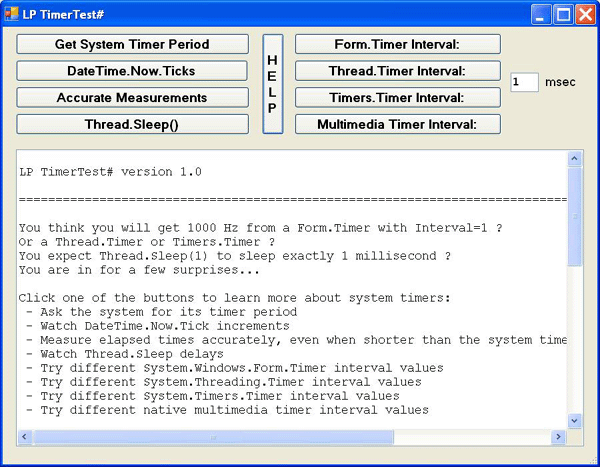 LP TimerTest#
Get System Timer Period
DateTime.Now.Ticks
Accurate Measurements
Thread.Sleep()
HELP
Form.Timer Interval:
Thread.Timer Interval:
Timers.Timer Interval:
Multimedia Timer Interval:
1 msec
LP TimerTest# version 1.0
==========================================================================
You think you will get 1000 Hz from a Form.Timer with Interval=1 ?
Or a Thread.Timer or Timers.Timer ?
You expect Thread.Sleep(1) to sleep exactly 1 millisecond ?
You are in for a few surprises...
Click one of the buttons to learn more about system timers:
- Ask the system for its timer period
- Watch DateTime.Now.Tick increments
- Measure elapsed times accurately, even when shorter than the system time
- Watch Thread.Sleep delays
- Try different System.Windows.Form.Timer interval values
- Try different System.Threading.Timer interval values
- Try different System.Timers.Timer interval values
- Try different native multimedia timer interval values